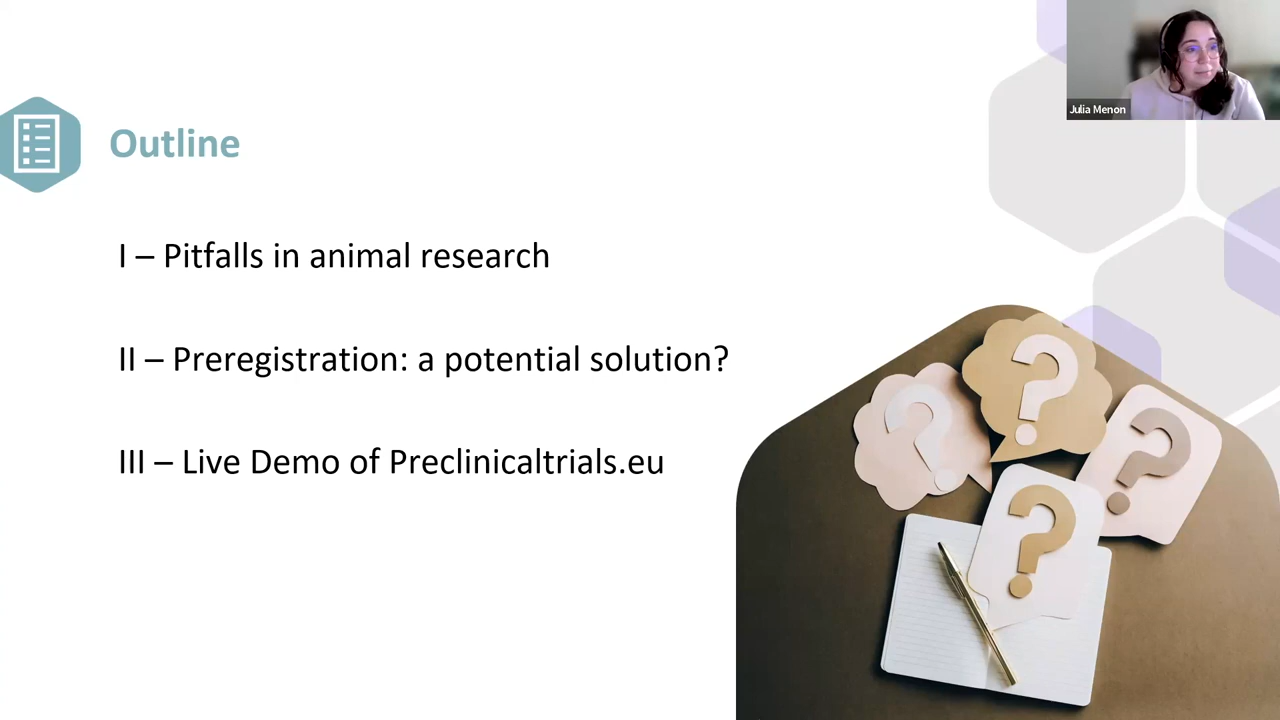 Julia Menon
Outline
I – Pitfalls in animal research
II – Preregistration: a potential solution?
III – Live Demo of Preclinicaltrials.eu
?
?
?
?